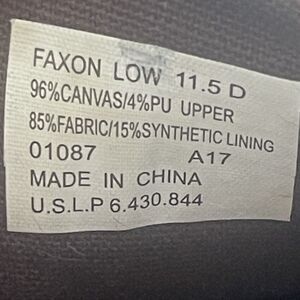 FAXON LOW 11.5 D
96%CANVAS/4%PU UPPER
85%FABRIC/15%SYNTHETIC LINING
01087 A17
MADE IN CHINA
U.S.L.P 6.430.844